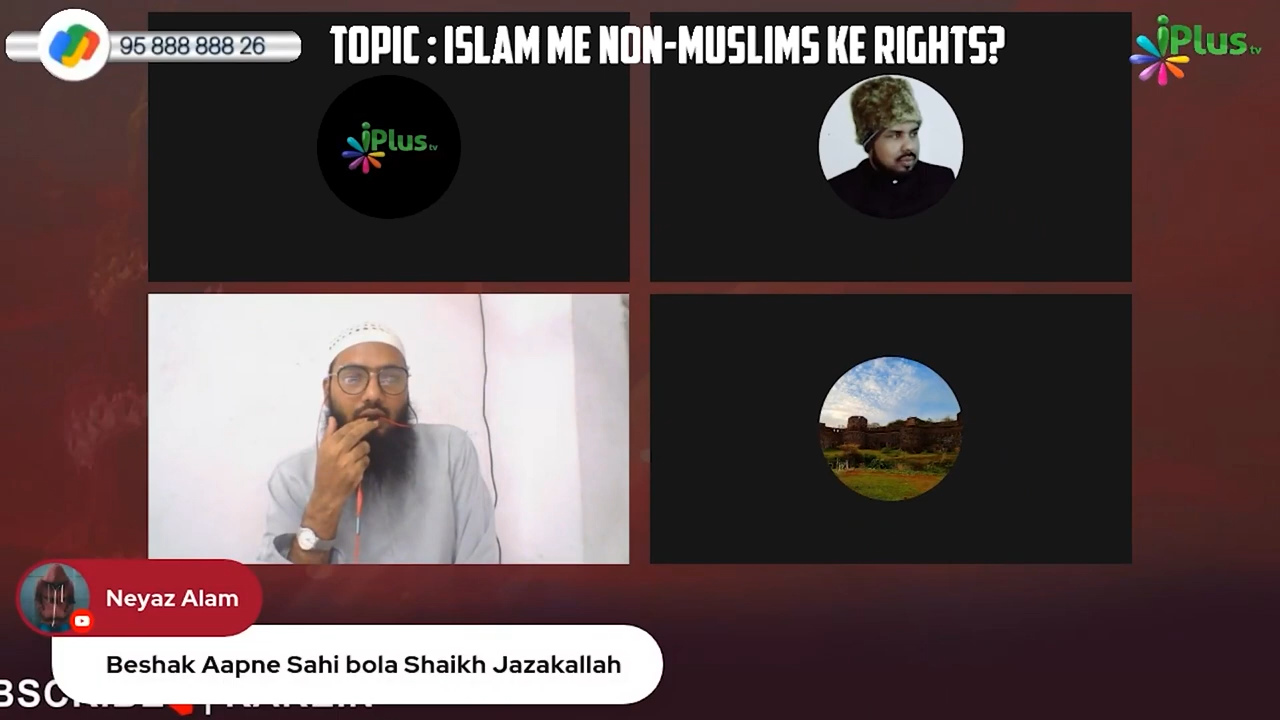 95 888 888 26
TOPIC : ISLAM ME NON-MUSLIMS KE RIGHTS?
iPlus tv
iPlus tv
Neyaz Alam
Beshak Aapne Sahi bola Shaikh Jazakallah